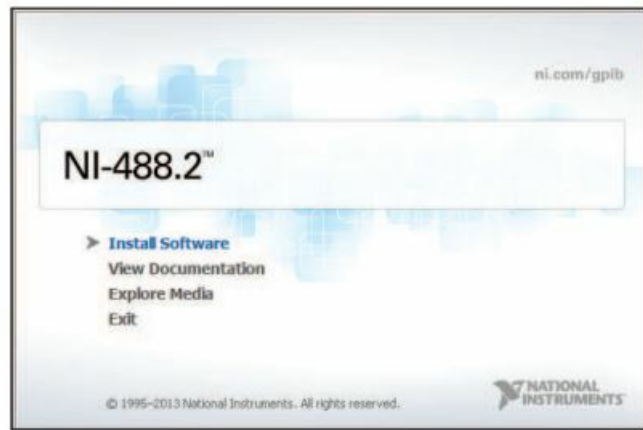 ni.com/gpib
NI-488.2™
Install Software
View Documentation
Explore Media
Exit
© 1995–2013 National Instruments. All rights reserved.
NATIONAL
INSTRUMENTS™